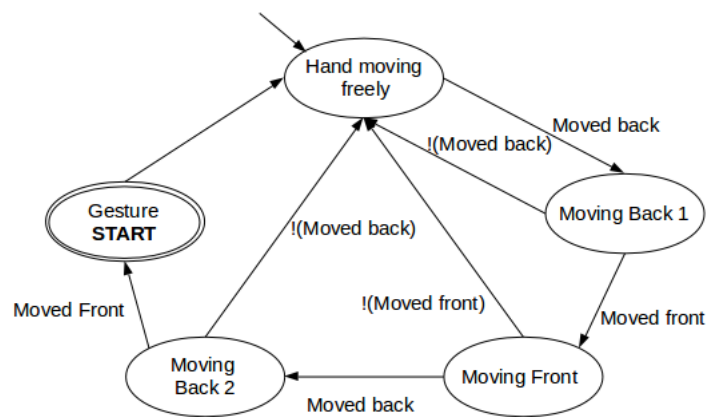 Hand moving
freely
Moved back
!(Moved back)
Gesture
START
Moving Back 1
!(Moved back)
Moved Front
!(Moved front)
Moved front
Moving
Back 2
Moving Front
Moved back